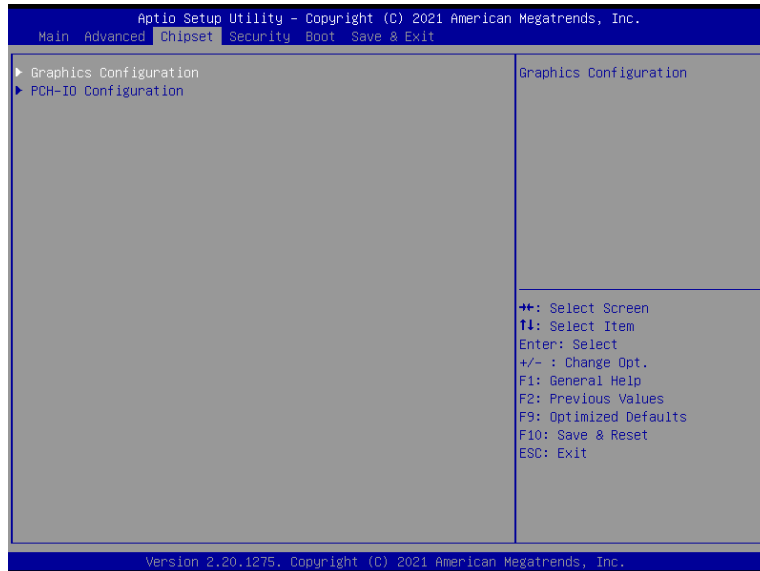 Aptio Setup Utility – Copyright (C) 2021 American Megatrends, Inc.
Main Advanced Chipset Security Boot Save & Exit
▶ Graphics Configuration
▶ PCH-IO Configuration
Graphics Configuration
→←: Select Screen
↑↓: Select Item
Enter: Select
+/- : Change Opt.
F1: General Help
F2: Previous Values
F9: Optimized Defaults
F10: Save & Reset
ESC: Exit
Version 2.20.1275. Copyright (C) 2021 American Megatrends, Inc.